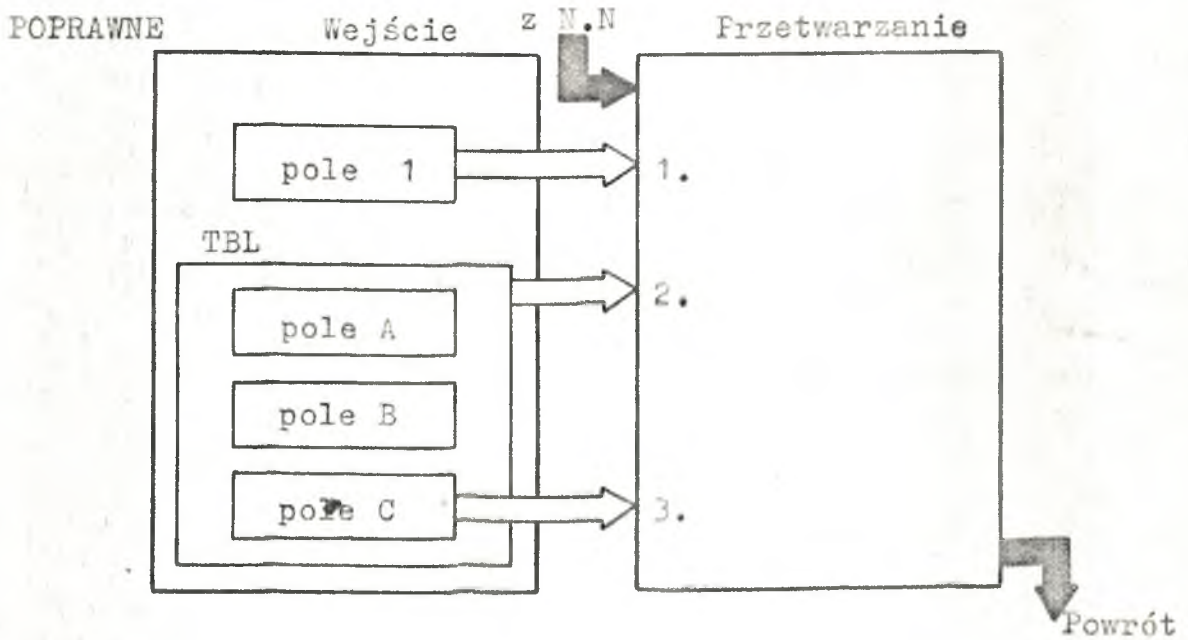 POPRAWNE Wejście z N.N Przetwarzanie
pole 1
1.
TBL
2.
pole A
pole B
pole C
3.
Powrót